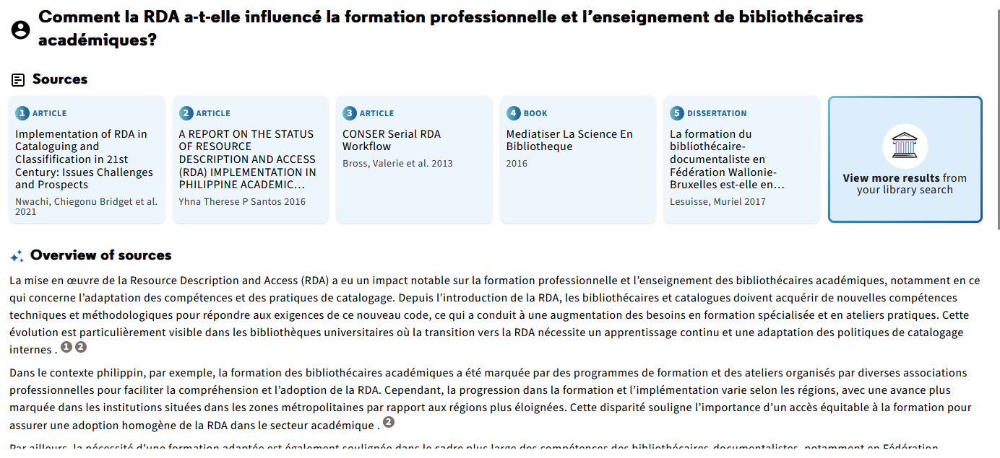 Comment la RDA a-t-elle influencé la formation professionnelle et l’enseignement de bibliothécaires
académiques?
Sources
1 ARTICLE
Implementation of RDA in
Cataloguing and
Classifification in 21st
Century: Issues Challenges
and Prospects
Nwachi, Chiegonu Bridget et al.
2021
2 ARTICLE
A REPORT ON THE STATUS
OF RESOURCE
DESCRIPTION AND ACCESS
(RDA) IMPLEMENTATION IN
PHILIPPINE ACADEMIC…
Yhna Therese P Santos 2016
3 ARTICLE
CONSER Serial RDA
Workflow
Bross, Valerie et al. 2013
4 BOOK
Mediatiser La Science En
Bibliotheque
2016
5 DISSERTATION
La formation du
bibliothécaire-
documentaliste en
Fédération Wallonie-
Bruxelles est-elle en…
Lesuisse, Muriel 2017
View more results from
your library search
Overview of sources
La mise en œuvre de la Resource Description and Access (RDA) a eu un impact notable sur la formation professionnelle et l’enseignement des bibliothécaires académiques, notamment en ce
qui concerne l’adaptation des compétences et des pratiques de catalogage. Depuis l’introduction de la RDA, les bibliothécaires et catalogues doivent acquérir de nouvelles compétences
techniques et méthodologiques pour répondre aux exigences de ce nouveau code, ce qui a conduit à une augmentation des besoins en formation spécialisée et en ateliers pratiques. Cette
évolution est particulièrement visible dans les bibliothèques universitaires où la transition vers la RDA nécessite un apprentissage continu et une adaptation des politiques de catalogage
internes . 1 2
Dans le contexte philippin, par exemple, la formation des bibliothécaires académiques a été marquée par des programmes de formation et des ateliers organisés par diverses associations
professionnelles pour faciliter la compréhension et l’adoption de la RDA. Cependant, la progression dans la formation et l’implémentation varie selon les régions, avec une avance plus
marquée dans les institutions situées dans les zones métropolitaines par rapport aux régions plus éloignées. Cette disparité souligne l’importance d’un accès équitable à la formation pour
assurer une adoption homogène de la RDA dans le secteur académique . 2
Par ailleurs, la nécessité d’une formation adaptée est également soulignée dans le cadre plus large des compétences des bibliothécaires-documentalistes, notamment en Fédération